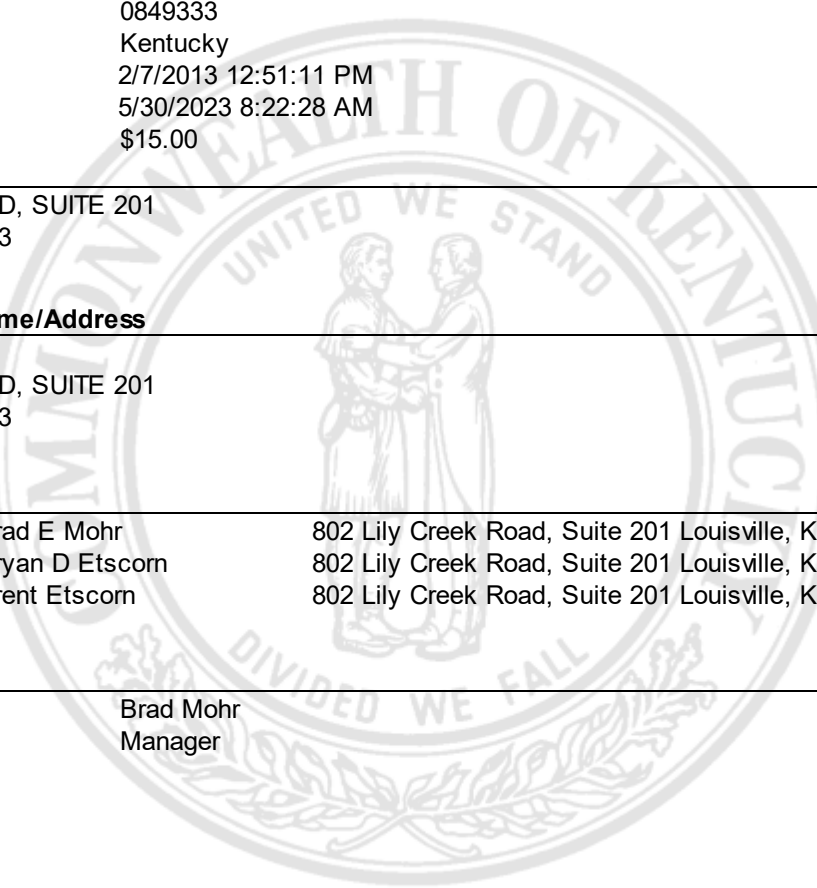 0849333
Kentucky
2/7/2013 12:51:11 PM
5/30/2023 8:22:28 AM
$15.00
D, SUITE 201
3
me/Address
D, SUITE 201
3
rad E Mohr 802 Lily Creek Road, Suite 201 Louisville, K
ryan D Etscorn 802 Lily Creek Road, Suite 201 Louisville, K
rent Etscorn 802 Lily Creek Road, Suite 201 Louisville, K
Brad Mohr
Manager
COMMONWEALTH OF KENTUCKY
UNITED WE STAND
DIVIDED WE FALL